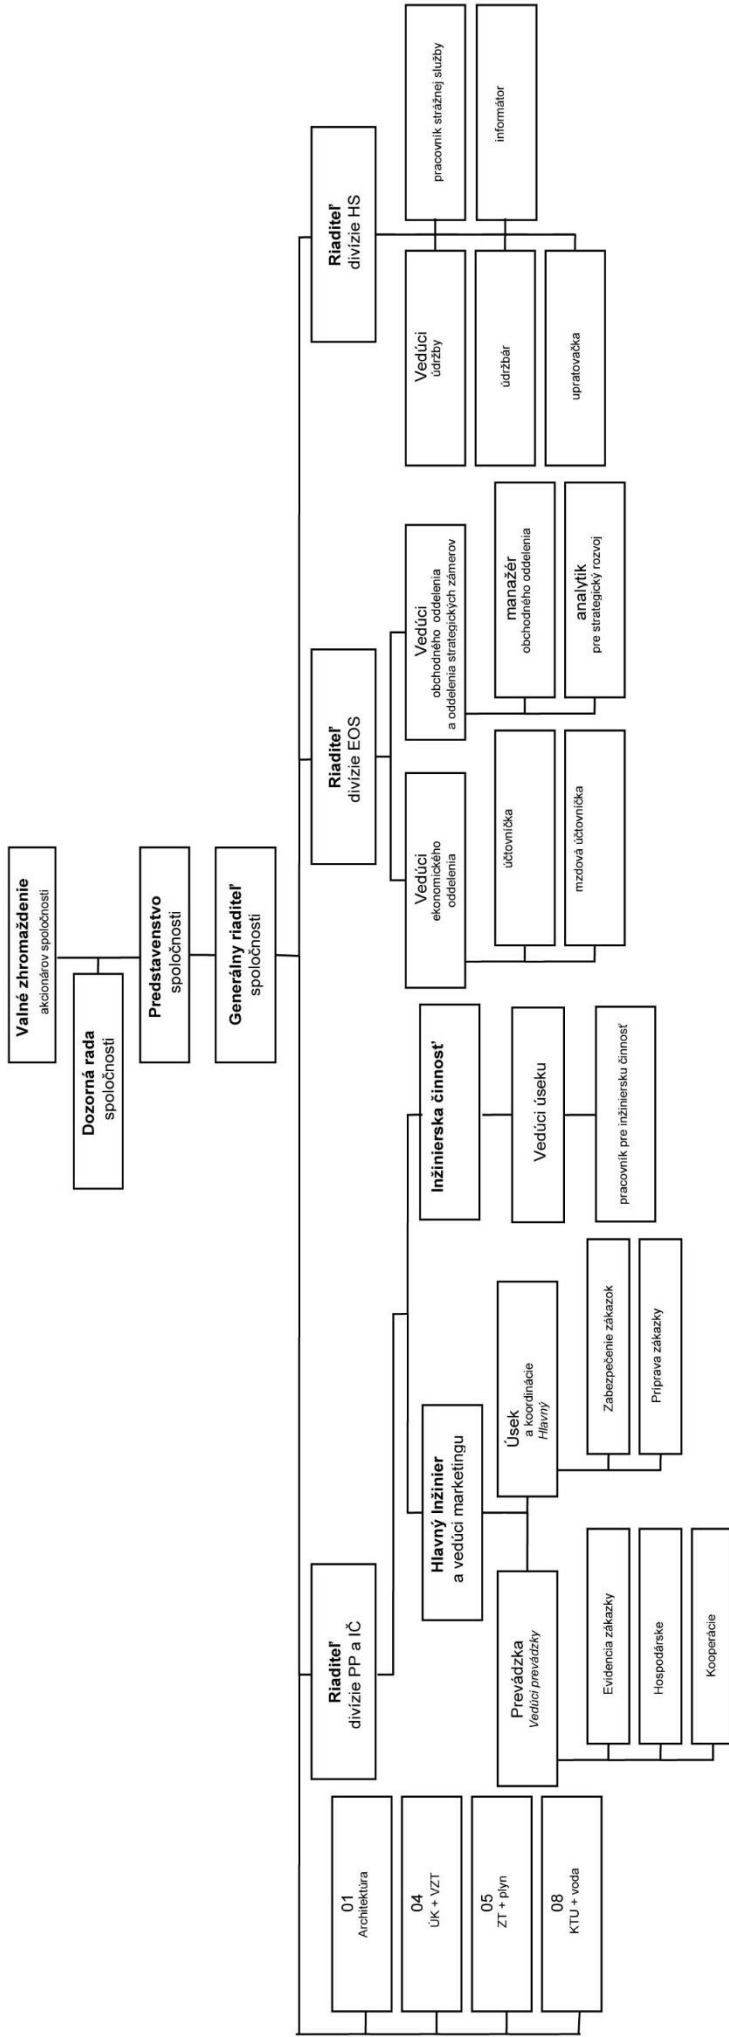 Valné zhromaždenie
akcionárov spoločnosti
Dozorná rada
spoločnosti
Predstavenstvo
spoločnosti
Generálny riaditeľ
spoločnosti
01
Architektúra
04
ÚK + VZT
05
ZT + plyn
08
KTU + voda
Riaditeľ
divízie PP a IČ
Hlavný Inžinier
a vedúci marketingu
Prevádzka
Vedúci prevádzky
Evidencia zákazky
Hospodárske
Kooperácie
Úsek
a koordinácie
Hlavný
Zabezpečenie zákazok
Príprava zákazky
Inžinierska činnosť
Vedúci úseku
pracovník pre inžiniersku činnosť
Riaditeľ
divízie EOS
Vedúci
ekonomického
oddelenia
účtovníčka
mzdová účtovníčka
Vedúci
obchodného oddelenia
a oddelenia strategických zámerov
manažér
obchodného oddelenia
analytik
pre strategický rozvoj
Riaditeľ
divízie HS
Vedúci
údržby
údržbár
upratovačka
pracovník strážnej služby
informátor